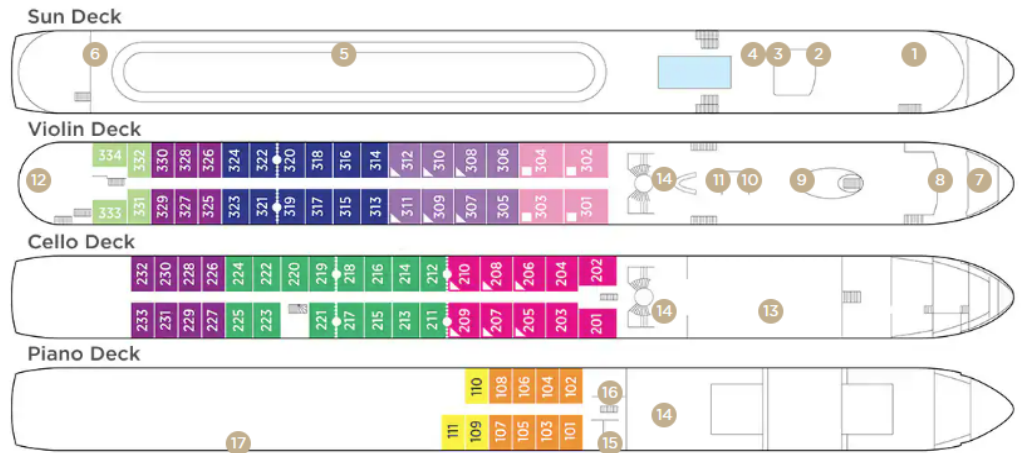 Sun Deck
6 5 4 3 2 1
Violin Deck
334 332 330 328 326 324 322 320 318 316 314 312 310 308 306 304 302
12 14 11 10 9 8 7
333 331 329 327 325 323 321 319 317 315 313 311 309 307 305 303 301
Cello Deck
232 230 228 226 224 222 220 219 218 216 214 212 210 208 206 204 202
233 231 229 227 225 223 221 217 215 213 211 209 207 205 203 201 14 13
Piano Deck
110 108 106 104 102 16
14
111 109 107 105 103 101
17 15